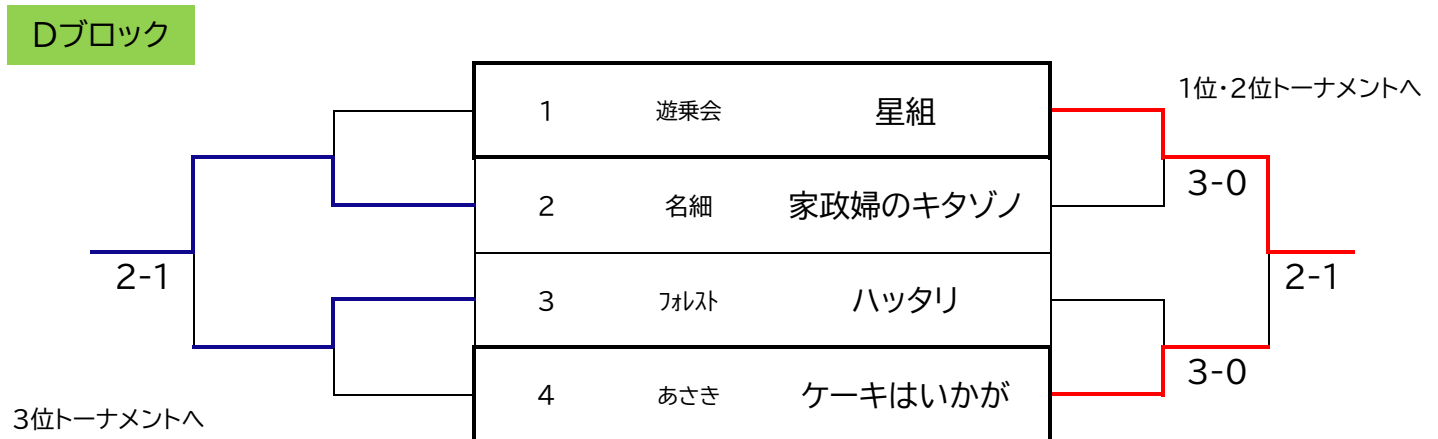 Dブロック
1位・2位トーナメントへ
1 遊乗会 星組
3-0
2 名細 家政婦のキタゾノ
2-1
2-1
3 ﾌｫﾚｽﾄ ハッタリ
3-0
4 あさき ケーキはいかが
3位トーナメントへ